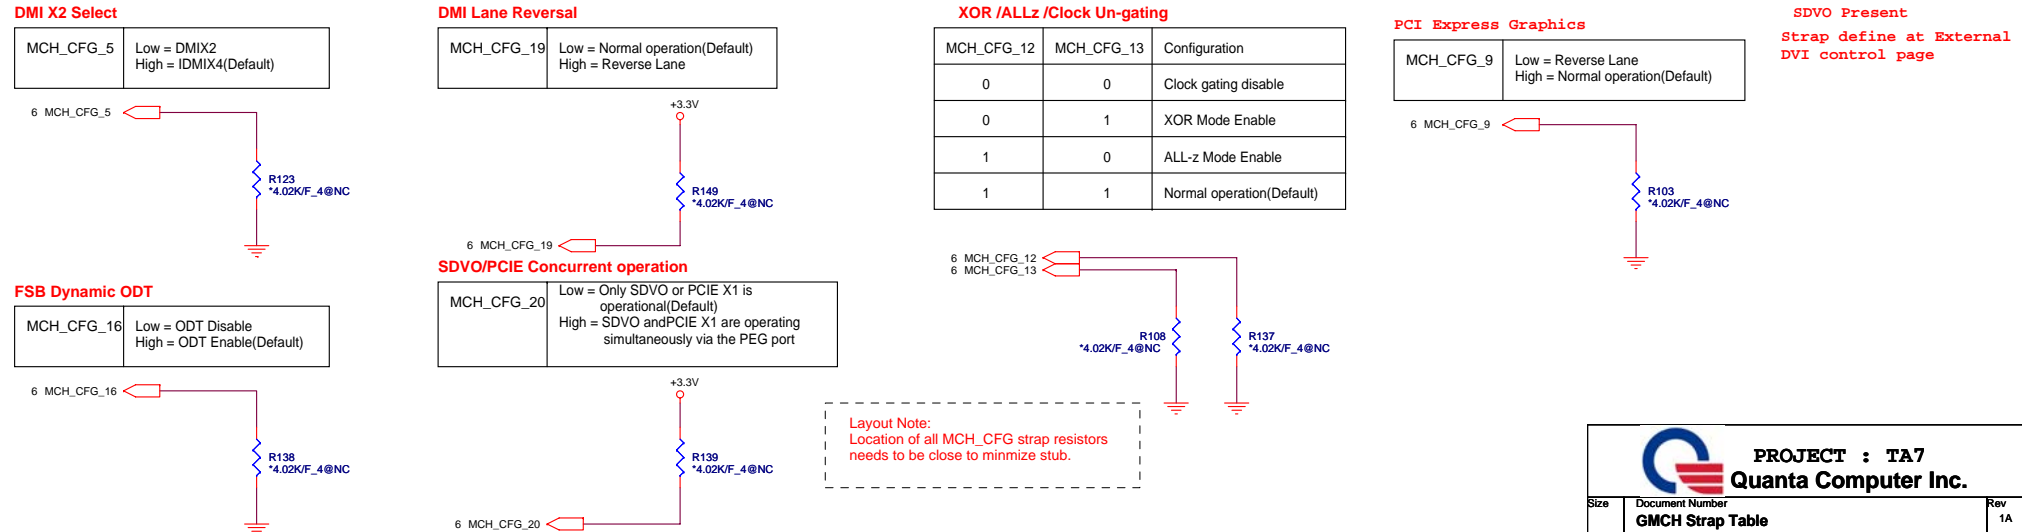 DMI X2 Select
MCH_CFG_5
Low = DMIX2
High = IDMIX4(Default)
6 MCH_CFG_5
R123
*4.02K/F_4@NC
FSB Dynamic ODT
MCH_CFG_16
Low = ODT Disable
High = ODT Enable(Default)
6 MCH_CFG_16
R138
*4.02K/F_4@NC
DMI Lane Reversal
MCH_CFG_19
Low = Normal operation(Default)
High = Reverse Lane
+3.3V
R149
*4.02K/F_4@NC
6 MCH_CFG_19
SDVO/PCIE Concurrent operation
MCH_CFG_20
Low = Only SDVO or PCIE X1 is
operational(Default)
High = SDVO andPCIE X1 are operating
simultaneously via the PEG port
+3.3V
R139
*4.02K/F_4@NC
6 MCH_CFG_20
XOR /ALLz /Clock Un-gating
MCH_CFG_12 MCH_CFG_13 Configuration
0 0 Clock gating disable
0 1 XOR Mode Enable
1 0 ALL-z Mode Enable
1 1 Normal operation(Default)
6 MCH_CFG_12
6 MCH_CFG_13
R108
*4.02K/F_4@NC
R137
*4.02K/F_4@NC
Layout Note:
Location of all MCH_CFG strap resistors
needs to be close to minmize stub.
PCI Express Graphics
MCH_CFG_9
Low = Reverse Lane
High = Normal operation(Default)
6 MCH_CFG_9
R103
*4.02K/F_4@NC
SDVO Present
Strap define at External
DVI control page
PROJECT : TA7
Quanta Computer Inc.
Size Document Number Rev
GMCH Strap Table 1A